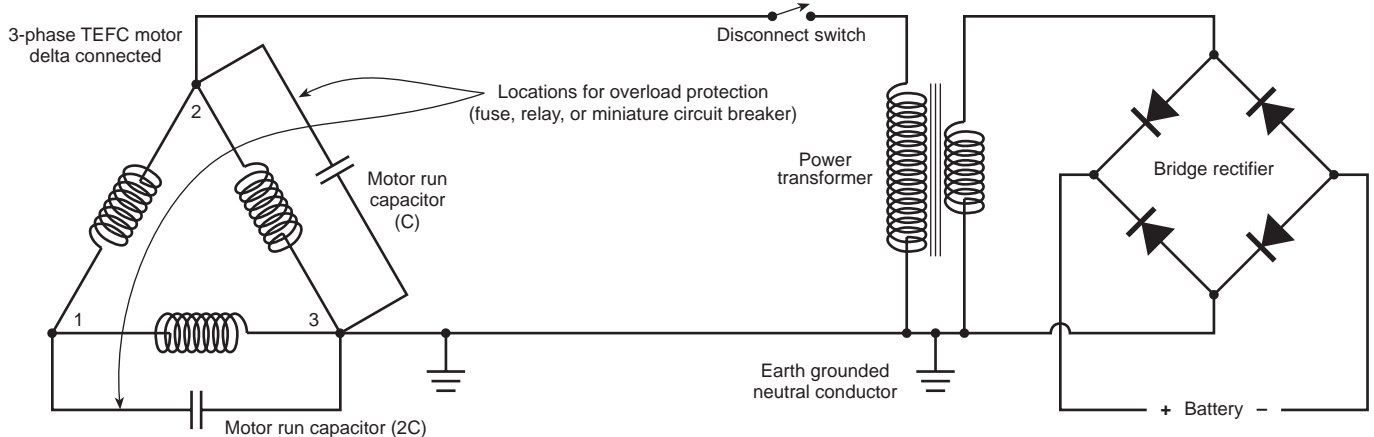 3-phase TEFC motor
delta connected
Disconnect switch
2
Locations for overload protection
(fuse, relay, or miniature circuit breaker)
Motor run
capacitor
(C)
Power
transformer
Bridge rectifier
1
3
Earth grounded
neutral conductor
Motor run capacitor (2C)
+ Battery –